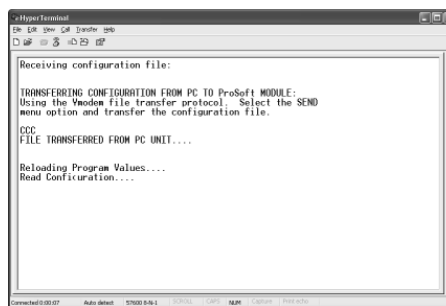 HyperTerminal
File Edit View Call Transfer Help
Receiving configuration file:
TRANSFERRING CONFIGURATION FROM PC TO ProSoft MODULE:
Using the Ymodem file transfer protocol. Select the SEND
menu option and transfer the configuration file.
CCC
FILE TRANSFERRED FROM PC UNIT....
Reloading Program Values....
Read Configuration....
Connected 0:00:07 Auto detect 57600 8-N-1 SCROLL CAPS NUM Capture Print echo